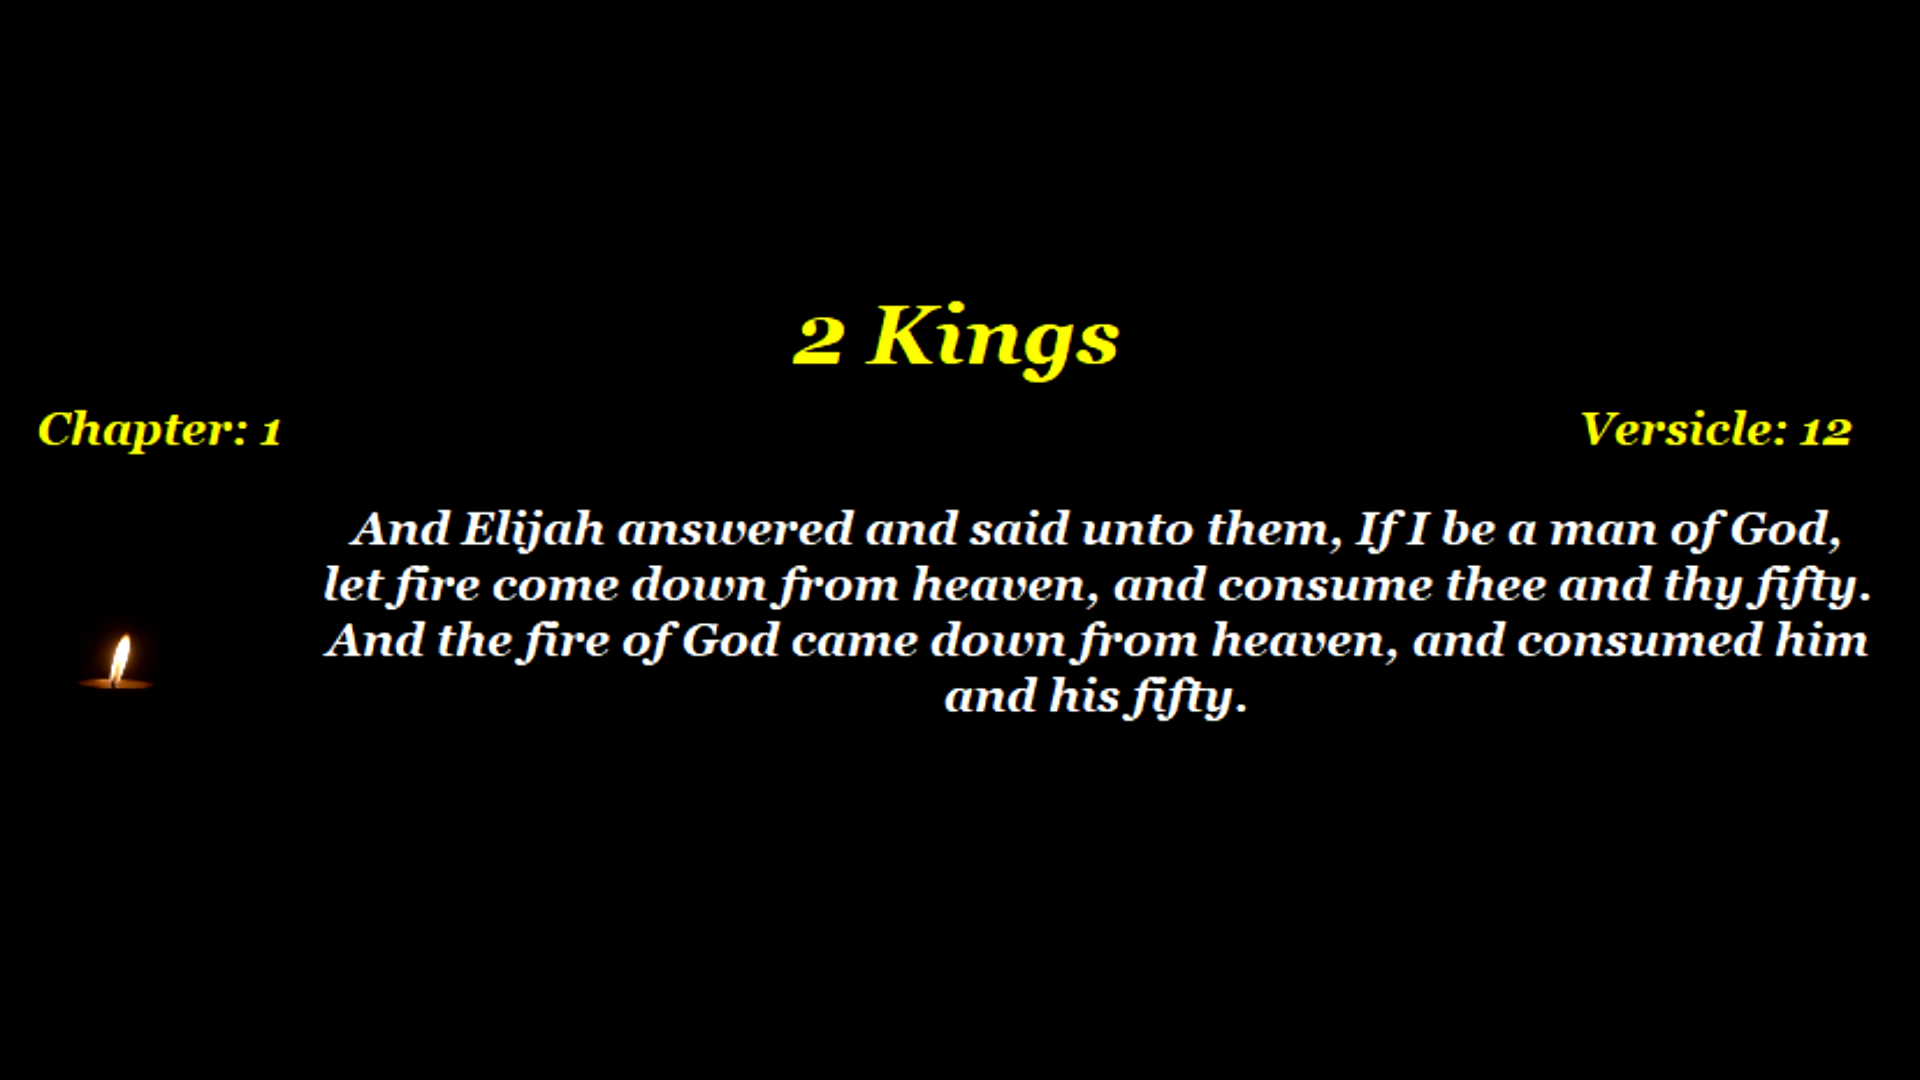 2 Kings
Chapter: 1
Versicle: 12
And Elijah answered and said unto them, If I be a man of God,
let fire come down from heaven, and consume thee and thy fifty.
And the fire of God came down from heaven, and consumed him
and his fifty.